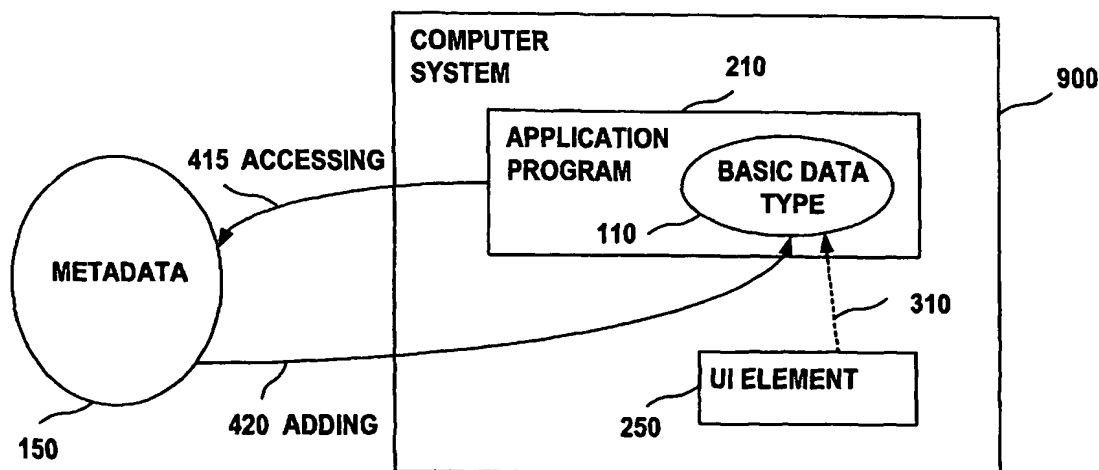 COMPUTER
SYSTEM
210
900
APPLICATION
PROGRAM
415 ACCESSING
BASIC DATA
TYPE
110
METADATA
310
UI ELEMENT
250
420 ADDING
150